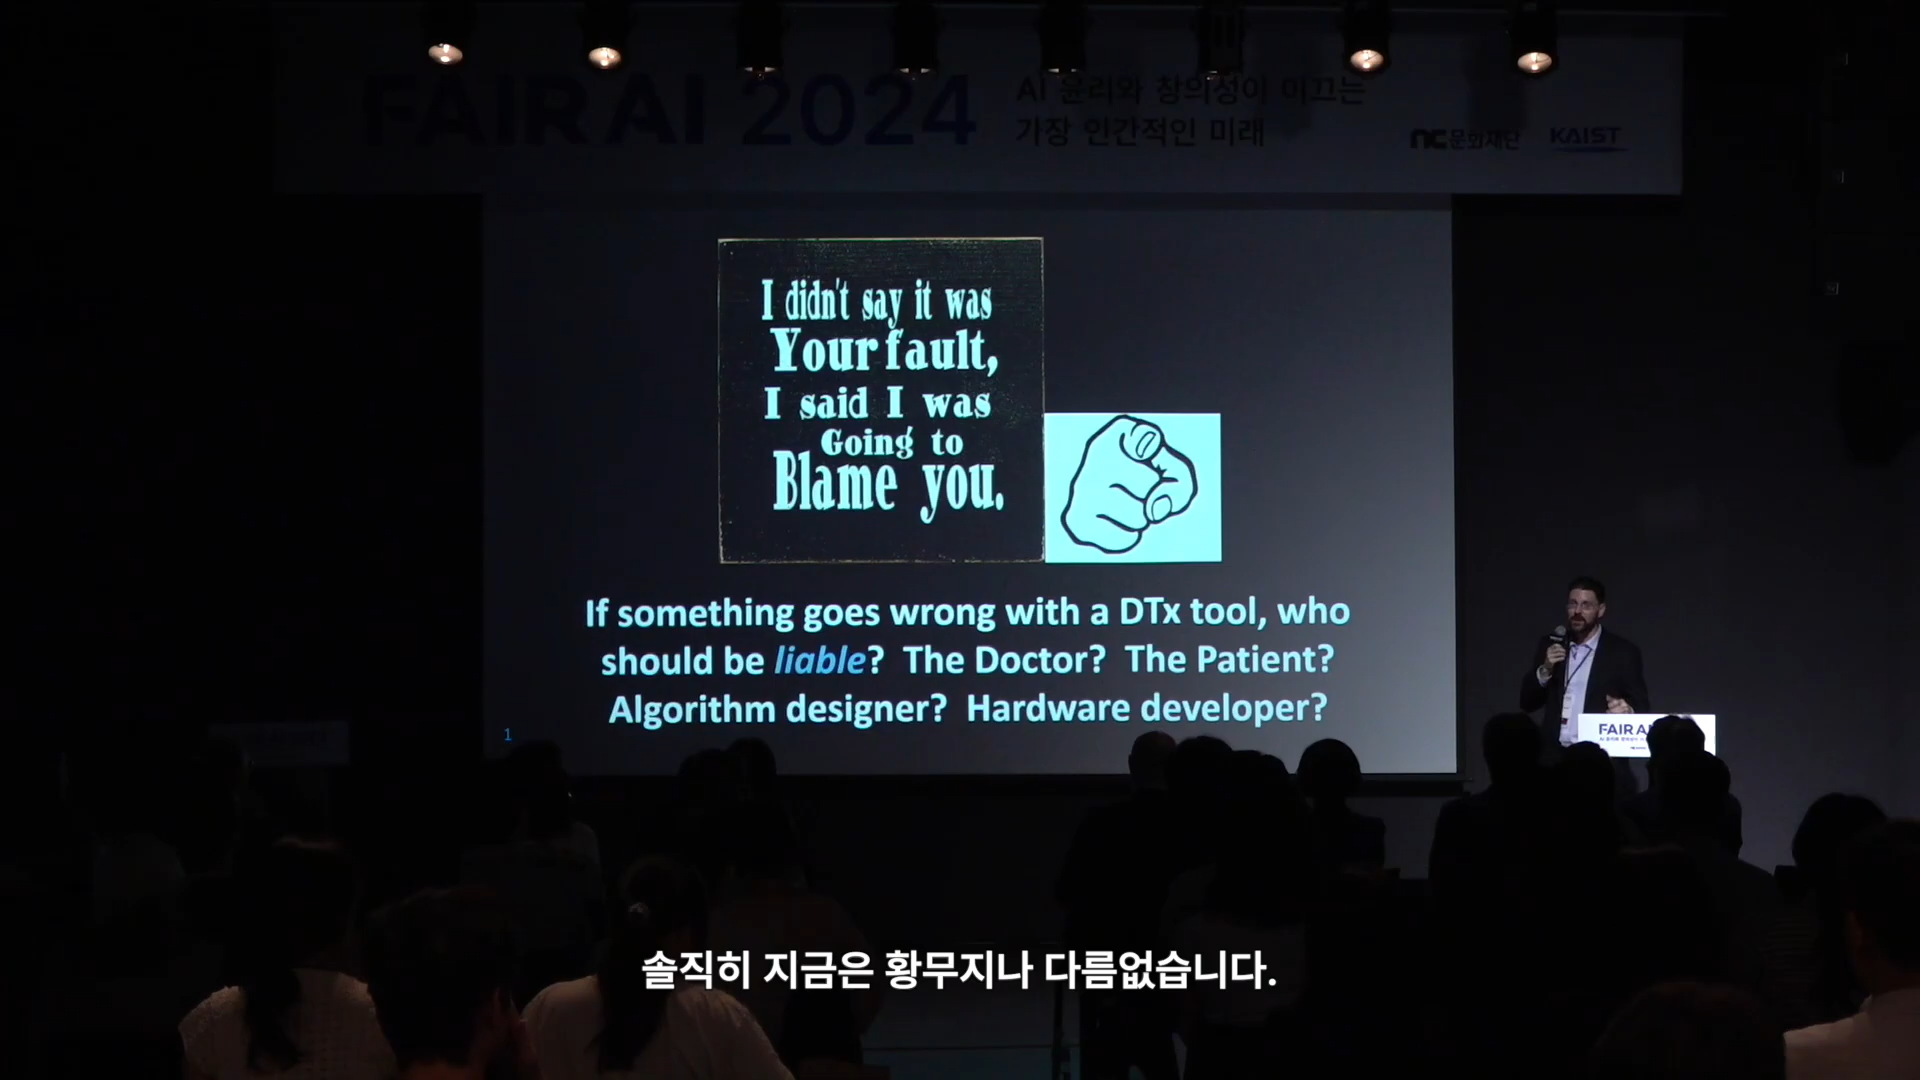 FAIR AI 2024
AI 윤리와 창의성이 이끄는
가장 인간적인 미래
nc문화재단
KAIST
I didn't say it was
Your fault,
I said I was
Going to
Blame you.
If something goes wrong with a DTx tool, who
should be liable? The Doctor? The Patient?
Algorithm designer? Hardware developer?
1
FAIR AI
솔직히 지금은 황무지나 다름없습니다.